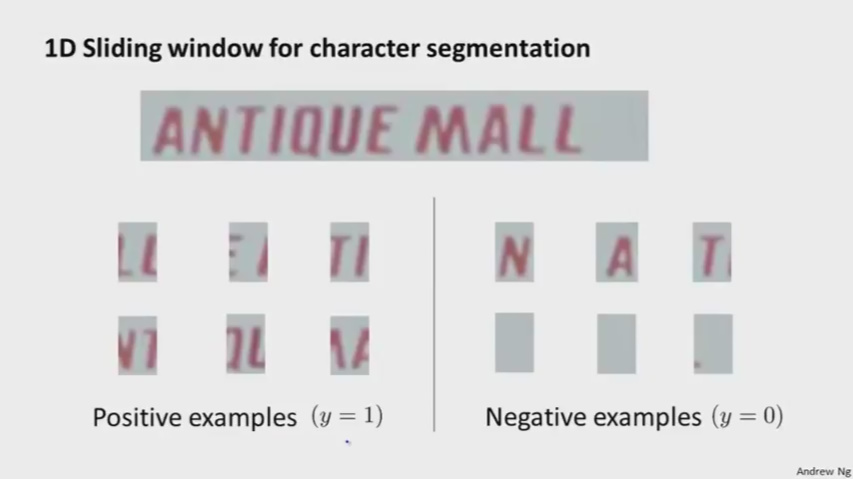 1D Sliding window for character segmentation
ANTIQUE MALL
LL E A TI
N A T
NT QU MA
Positive examples (y = 1)
Negative examples (y = 0)
Andrew Ng